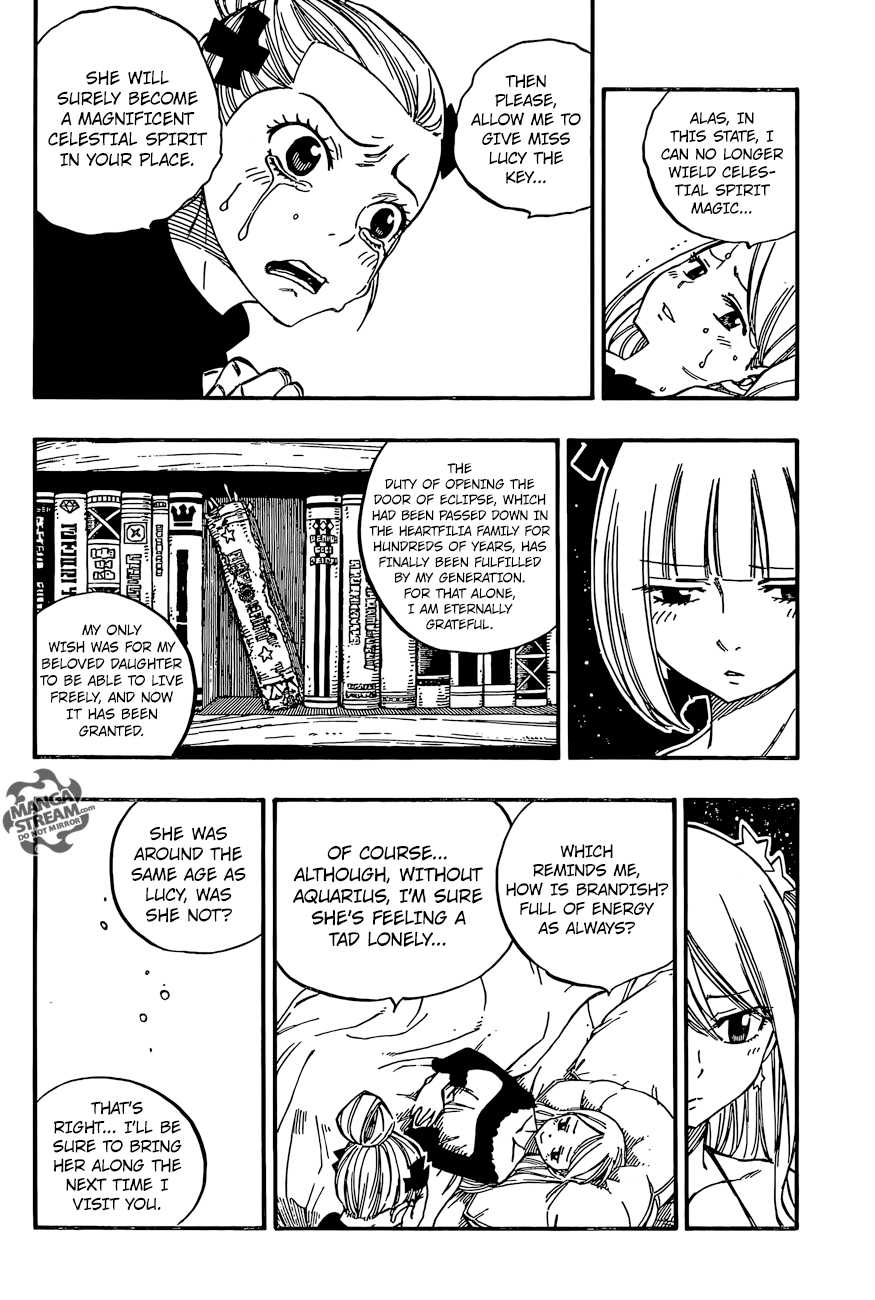 ALAS, IN
THIS STATE, I
CAN NO LONGER
WIELD CELES-
TIAL SPIRIT
MAGIC...
THEN
PLEASE,
ALLOW ME TO
GIVE MISS
LUCY THE
KEY...
SHE WILL
SURELY BECOME
A MAGNIFICENT
CELESTIAL SPIRIT
IN YOUR PLACE.
THE
DUTY OF OPENING THE
DOOR OF ECLIPSE, WHICH
HAD BEEN PASSED DOWN IN
THE HEARTFILIA FAMILY FOR
HUNDREDS OF YEARS, HAS
FINALLY BEEN FULFILLED
BY MY GENERATION.
FOR THAT ALONE,
I AM ETERNALLY
GRATEFUL.
MY ONLY
WISH WAS FOR MY
BELOVED DAUGHTER
TO BE ABLE TO LIVE
FREELY, AND NOW
IT HAS BEEN
GRANTED.
WHICH
REMINDS ME,
HOW IS BRANDISH?
FULL OF ENERGY
AS ALWAYS?
OF COURSE...
ALTHOUGH, WITHOUT
AQUARIUS, I'M SURE
SHE'S FEELING A
TAD LONELY...
SHE WAS
AROUND THE
SAME AGE AS
LUCY, WAS
SHE NOT?
THAT'S
RIGHT... I'LL BE
SURE TO BRING
HER ALONG THE
NEXT TIME I
VISIT YOU.
MANGA
STREAM.com
DO NOT MIRROR